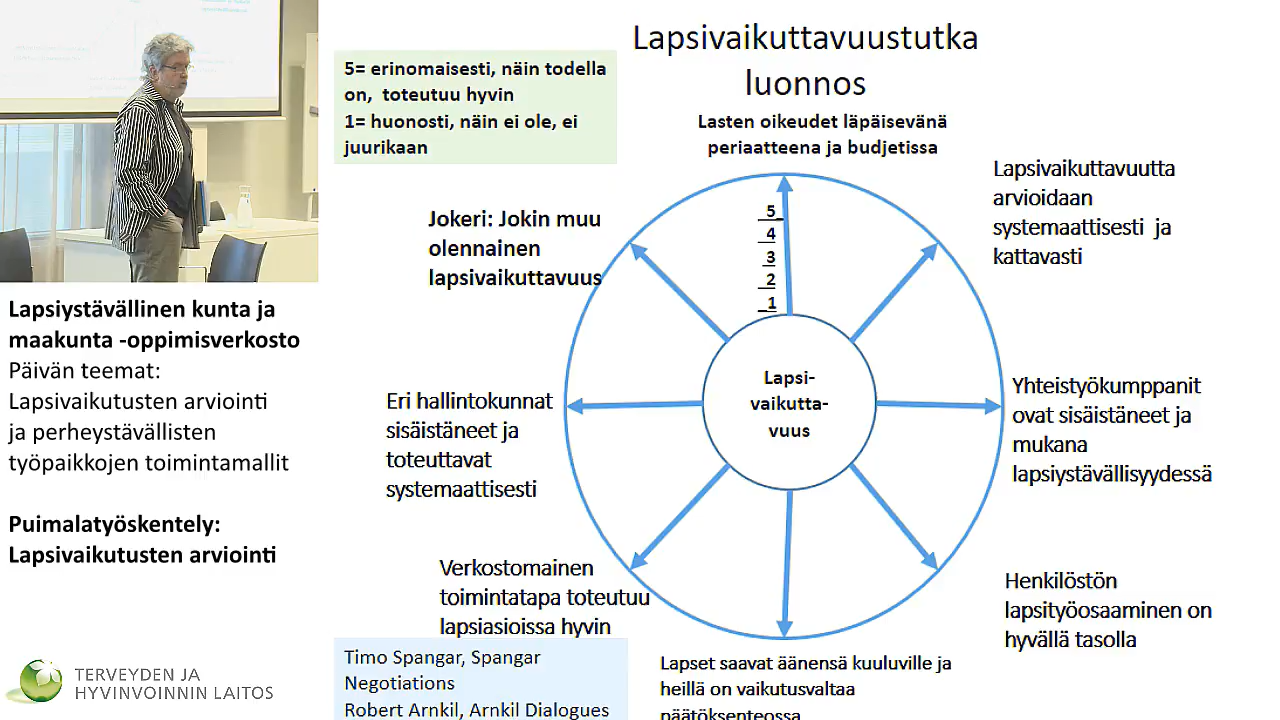 Lapsivaikuttavuustutka
luonnos
5= erinomaisesti, näin todella
on, toteutuu hyvin
1= huonosti, näin ei ole, ei
juurikaan
Lasten oikeudet läpäisevänä
periaatteena ja budjetissa
Lapsivaikuttavuutta
arvioidaan
systemaattisesti ja
kattavasti
Jokeri: Jokin muu
olennainen
lapsivaikuttavuus
5
4
3
2
1
Lapsi-
vaikutta-
vuus
Yhteistyökumppanit
ovat sisäistäneet ja
mukana
lapsiystävällisyydessä
Eri hallintokunnat
sisäistäneet ja
toteuttavat
systemaattisesti
Henkilöstön
lapsityöosaaminen on
hyvällä tasolla
Verkostomainen
toimintatapa toteutuu
lapsiasioissa hyvin
Lapset saavat äänensä kuuluville ja
heillä on vaikutusvaltaa
päätöksenteossa
Timo Spangar, Spangar
Negotiations
Robert Arnkil, Arnkil Dialogues
Lapsiystävällinen kunta ja
maakunta -oppimisverkosto
Päivän teemat:
Lapsivaikutusten arviointi
ja perheystävällisten
työpaikkojen toimintamallit
Puimalatyöskentely:
Lapsivaikutusten arviointi
TERVEYDEN JA
HYVINVOINNIN LAITOS